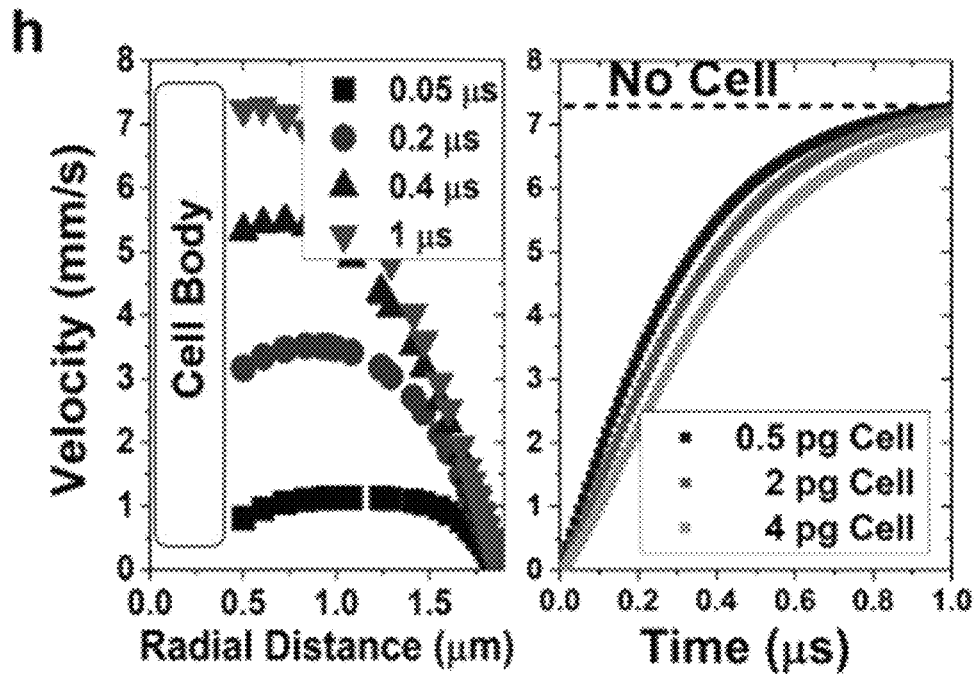 h
Velocity (mm/s)
8
7
6
5
4
3
2
1
0
Cell Body
0.05 μs
0.2 μs
0.4 μs
1 μs
0.0 0.5 1.0 1.5
Radial Distance (μm)
8
7
6
5
4
3
2
1
0
No Cell
0.5 pg Cell
2 pg Cell
4 pg Cell
0.0 0.2 0.4 0.6 0.8 1.0
Time (μs)